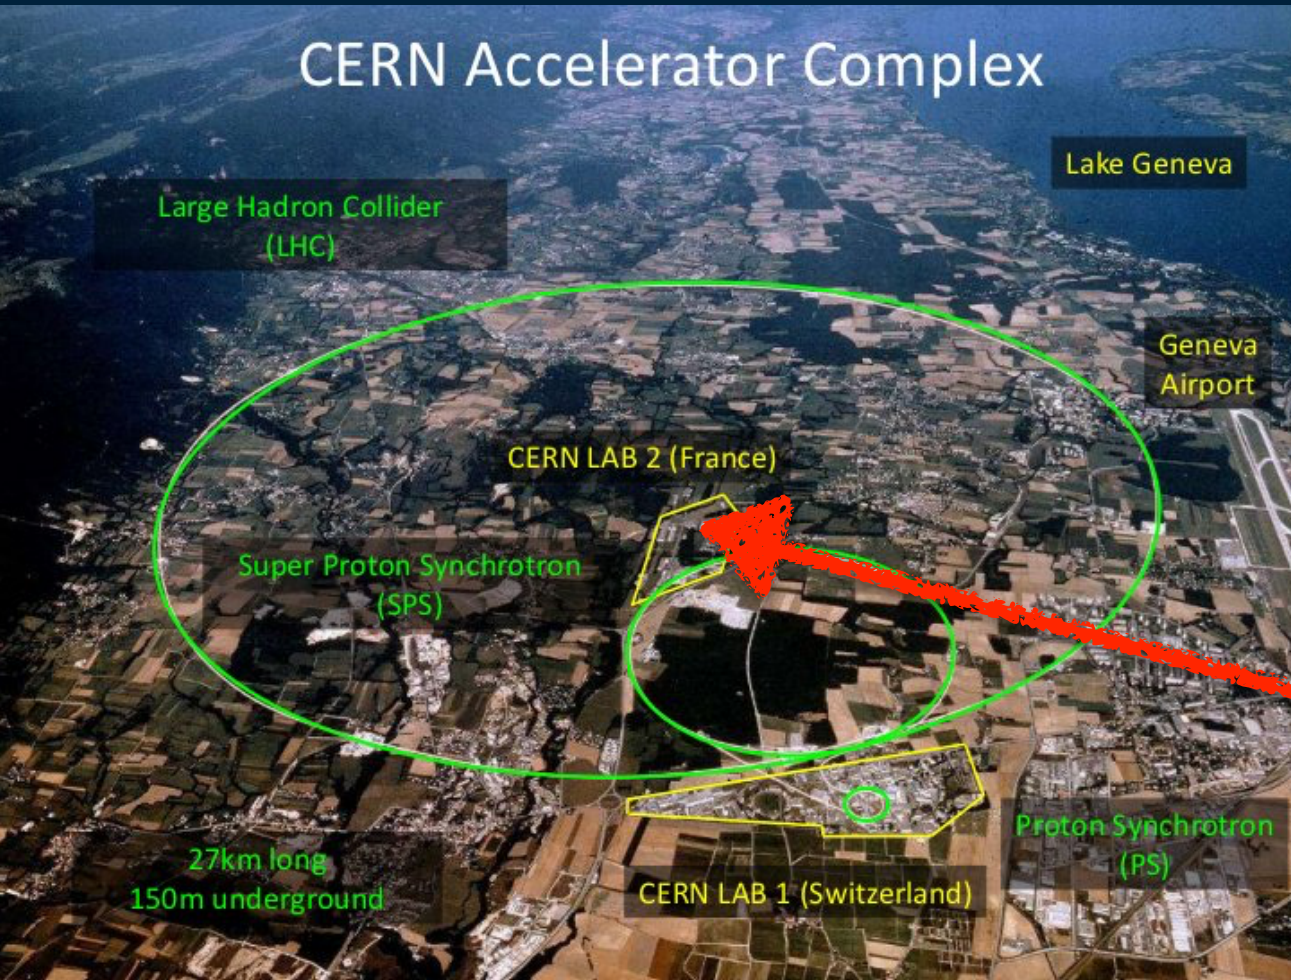 CERN Accelerator Complex
Lake Geneva
Large Hadron Collider
(LHC)
Geneva
Airport
CERN LAB 2 (France)
Super Proton Synchrotron
(SPS)
Proton Synchrotron
(PS)
27km long
150m underground
CERN LAB 1 (Switzerland)